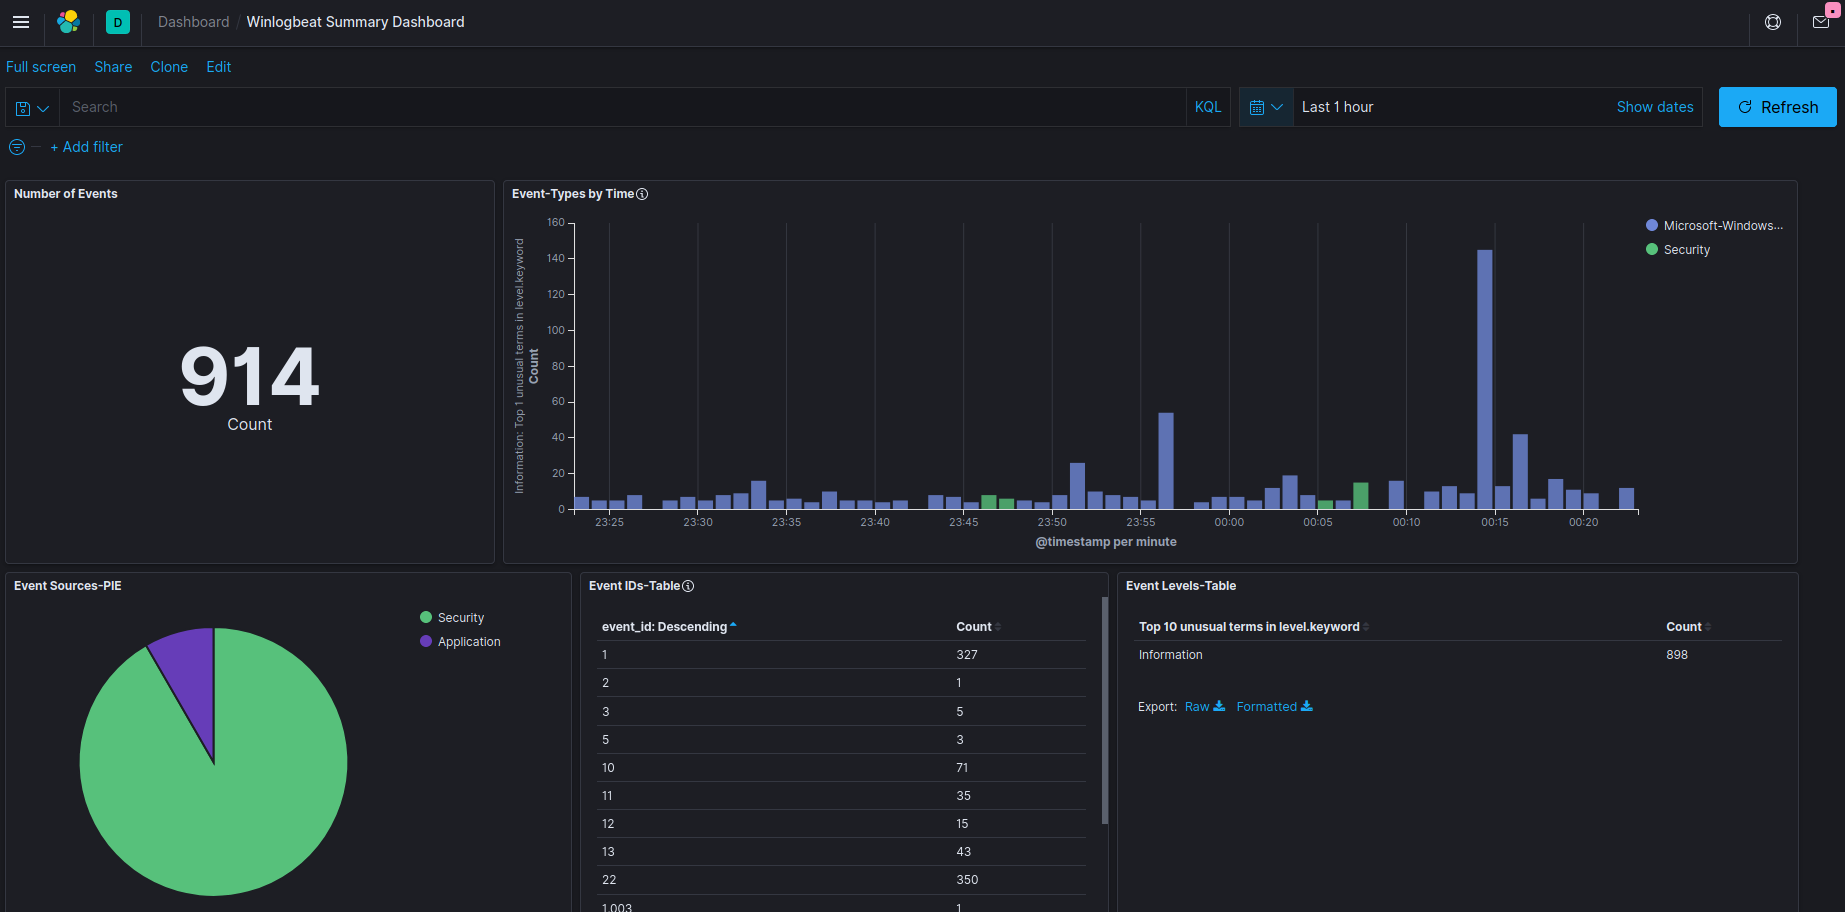 D Dashboard / Winlogbeat Summary Dashboard
Full screen Share Clone Edit
Search KQL Last 1 hour Show dates Refresh
+ Add filter
Number of Events
914
Count
Event-Types by Time
Information: Top 1 unusual terms in level.keyword
Count
160
140
120
100
80
60
40
20
0
23:25 23:30 23:35 23:40 23:45 23:50 23:55 00:00 00:05 00:10 00:15 00:20
@timestamp per minute
Microsoft-Windows...
Security
Event Sources-PIE
Security
Application
Event IDs-Table
event_id: Descending Count
1 327
2 1
3 5
5 3
10 71
11 35
12 15
13 43
22 350
1,003 1
Event Levels-Table
Top 10 unusual terms in level.keyword Count
Information 898
Export: Raw Formatted